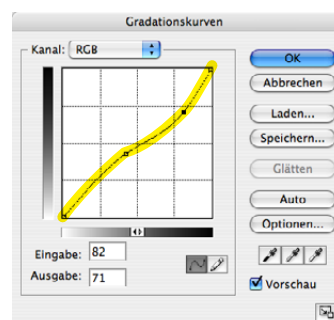 Gradationskurven
Kanal: RGB
OK
Abbrechen
Laden...
Speichern...
Glätten
Auto
Optionen...
Eingabe: 82
Ausgabe: 71
Vorschau